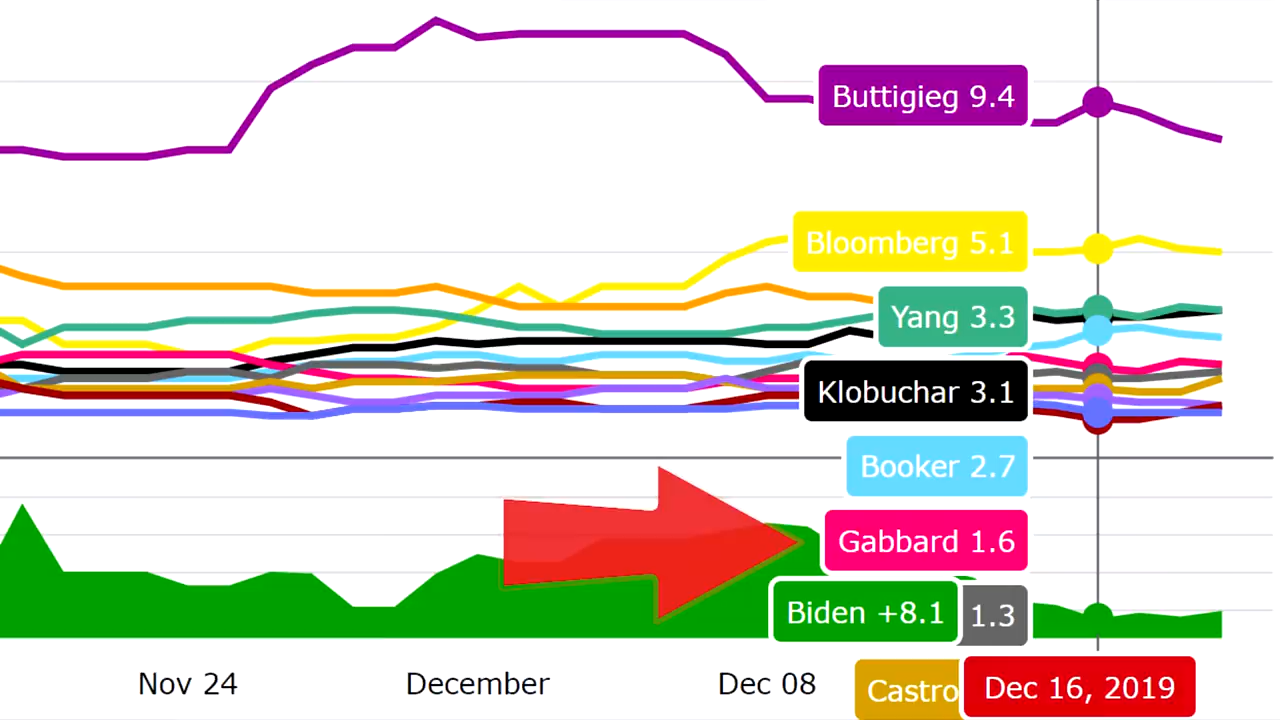 Buttigieg 9.4
Bloomberg 5.1
Yang 3.3
Klobuchar 3.1
Booker 2.7
Gabbard 1.6
Biden +8.1
1.3
Nov 24
December
Dec 08
Castro
Dec 16, 2019